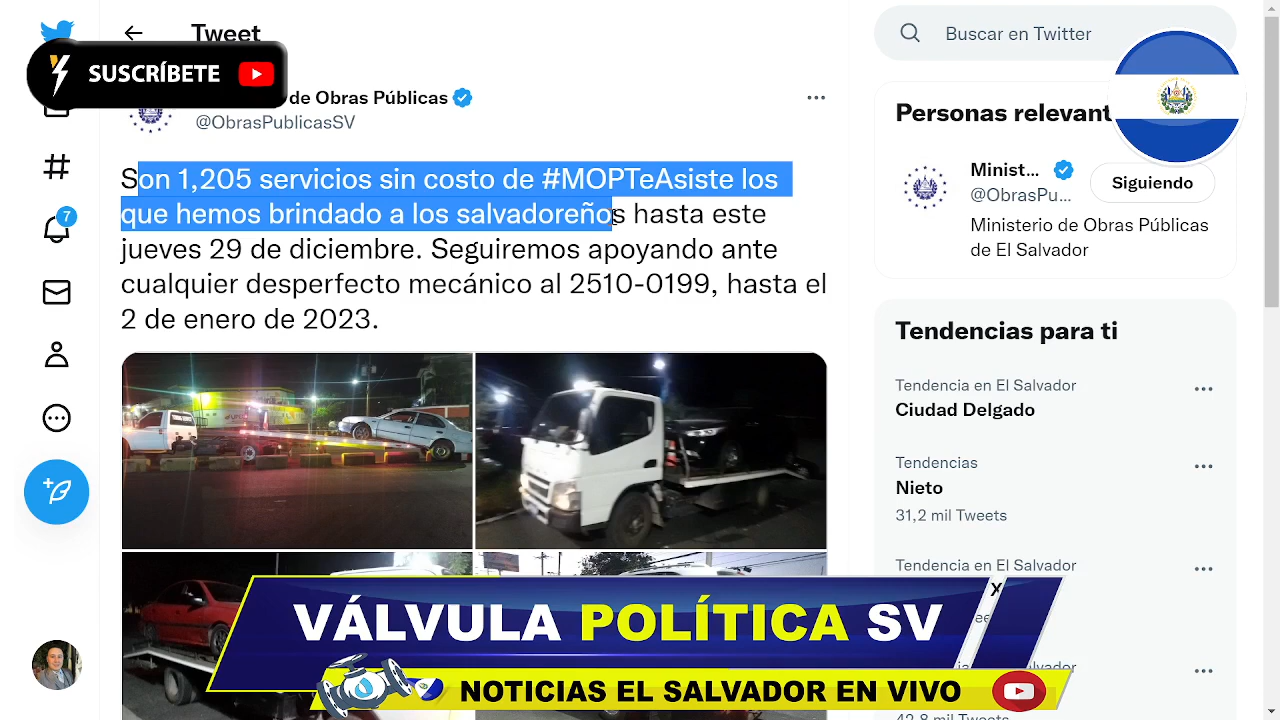 Tweet
Buscar en Twitter
SUSCRÍBETE
de Obras Públicas
@ObrasPublicasSV
Son 1,205 servicios sin costo de #MOPTeAsiste los
que hemos brindado a los salvadoreños hasta este
jueves 29 de diciembre. Seguiremos apoyando ante
cualquier desperfecto mecánico al 2510-0199, hasta el
2 de enero de 2023.
7
Personas relevant
Minist...
@ObrasPu...
Siguiendo
Ministerio de Obras Públicas
de El Salvador
Tendencias para ti
Tendencia en El Salvador
Ciudad Delgado
Tendencias
Nieto
31,2 mil Tweets
Tendencia en El Salvador
X
VÁLVULA POLÍTICA SV
NOTICIAS EL SALVADOR EN VIVO